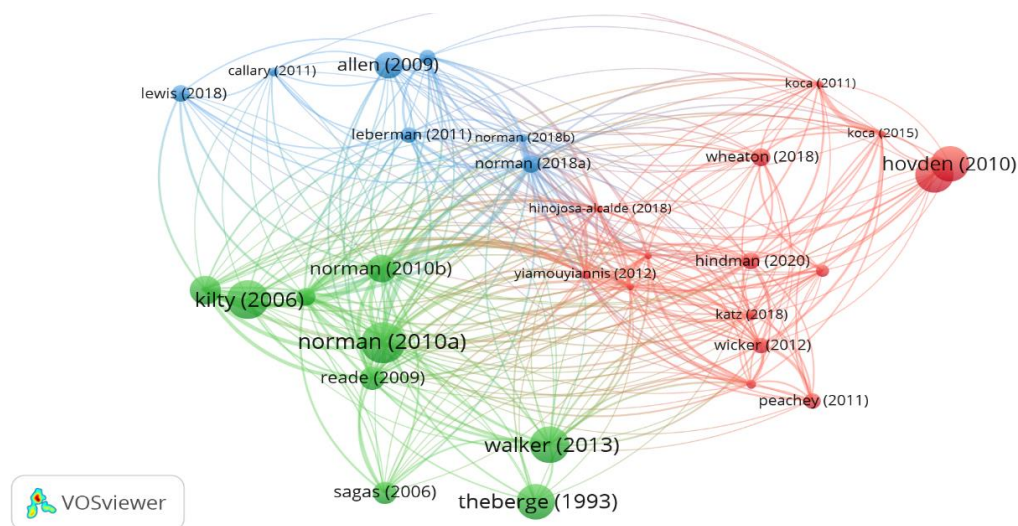 allen (2009)
callary (2011)
lewis (2018)
koca (2011)
leberman (2011)
norman (2018b)
koca (2015)
norman (2018a)
wheaton (2018)
hovden (2010)
hinojosa-alcalde (2018)
norman (2010b)
yiamouyiannis (2012)
hindman (2020)
kilty (2006)
katz (2018)
norman (2010a)
wicker (2012)
reade (2009)
peachey (2011)
walker (2013)
sagas (2006)
theberge (1993)
VOSviewer